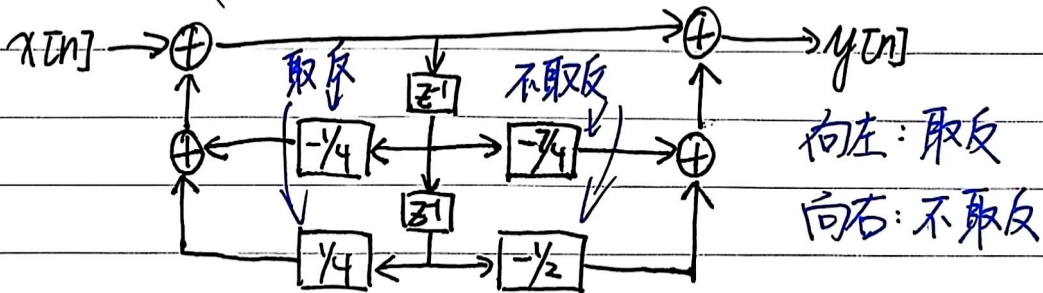 x[n] → ⊕ ⊕ → y[n]
取反 z⁻¹ 不取反
⊕ -1/4 -7/4 ⊕ 向左：取反
z⁻¹ 向右：不取反
1/4 -1/2